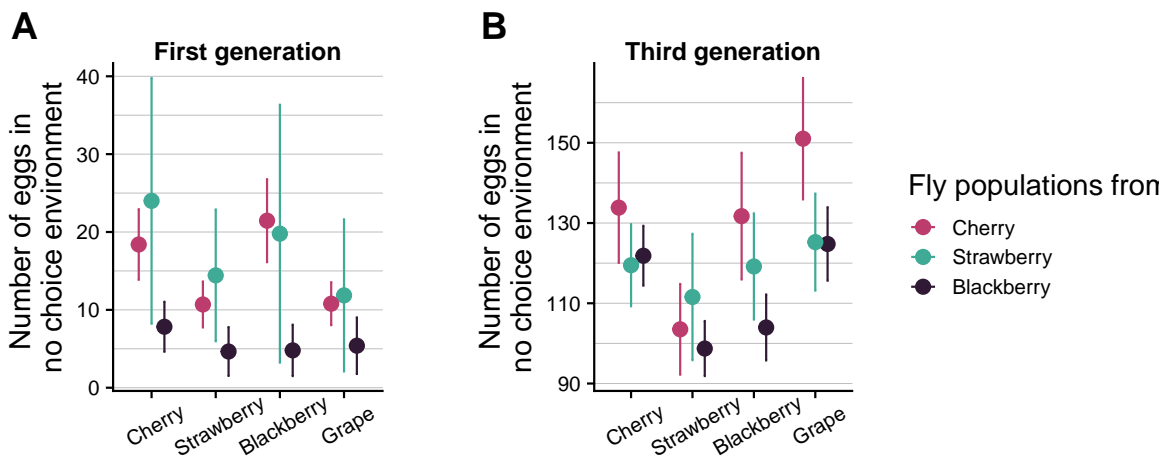 A
First generation
Number of eggs in
no choice environment
40
30
20
10
0
Cherry
Strawberry
Blackberry
Grape
B
Third generation
Number of eggs in
no choice environment
150
130
110
90
Cherry
Strawberry
Blackberry
Grape
Fly populations from
Cherry
Strawberry
Blackberry